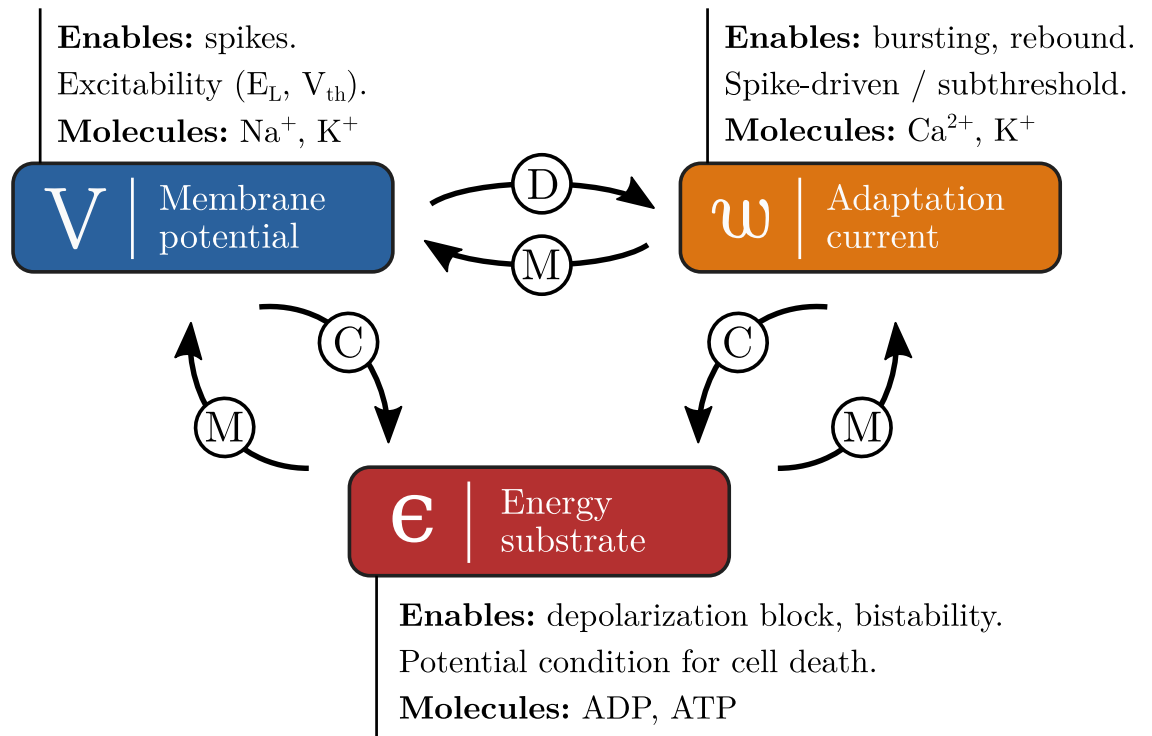 Enables: spikes.
Excitability (E_L, V_th).
Molecules: Na⁺, K⁺
V
Membrane
potential
Enables: bursting, rebound.
Spike-driven / subthreshold.
Molecules: Ca²⁺, K⁺
w
Adaptation
current
D
M
C
M
C
M
ϵ
Energy
substrate
Enables: depolarization block, bistability.
Potential condition for cell death.
Molecules: ADP, ATP